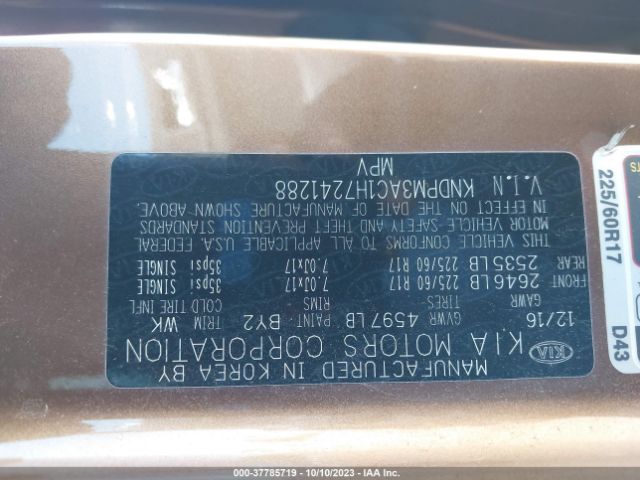 MANUFACTURED IN KOREA BY
KIA KIA MOTORS CORPORATION
12/16 GVWR 4597LB PAINT BY2 TRIM WK
GAWR TIRES: RIMS: COLD TIRE INFL
FRONT 2646LB 225/60 R17 7.0Jx17 35psi SINGLE
REAR 2535LB 225/60 R17 7.0Jx17 35psi SINGLE
THIS VEHICLE CONFORMS TO ALL APPLICABLE U.S.A. FEDERAL
MOTOR VEHICLE SAFETY, BUMPER, AND THEFT PREVENTION STANDARDS
IN EFFECT ON THE DATE OF MANUFACTURE SHOWN ABOVE.
V.I.N KNDPM3AC1H7241288
MPV
225/60R17
D43
000-37785719 - 10/10/2023 - IAA Inc.